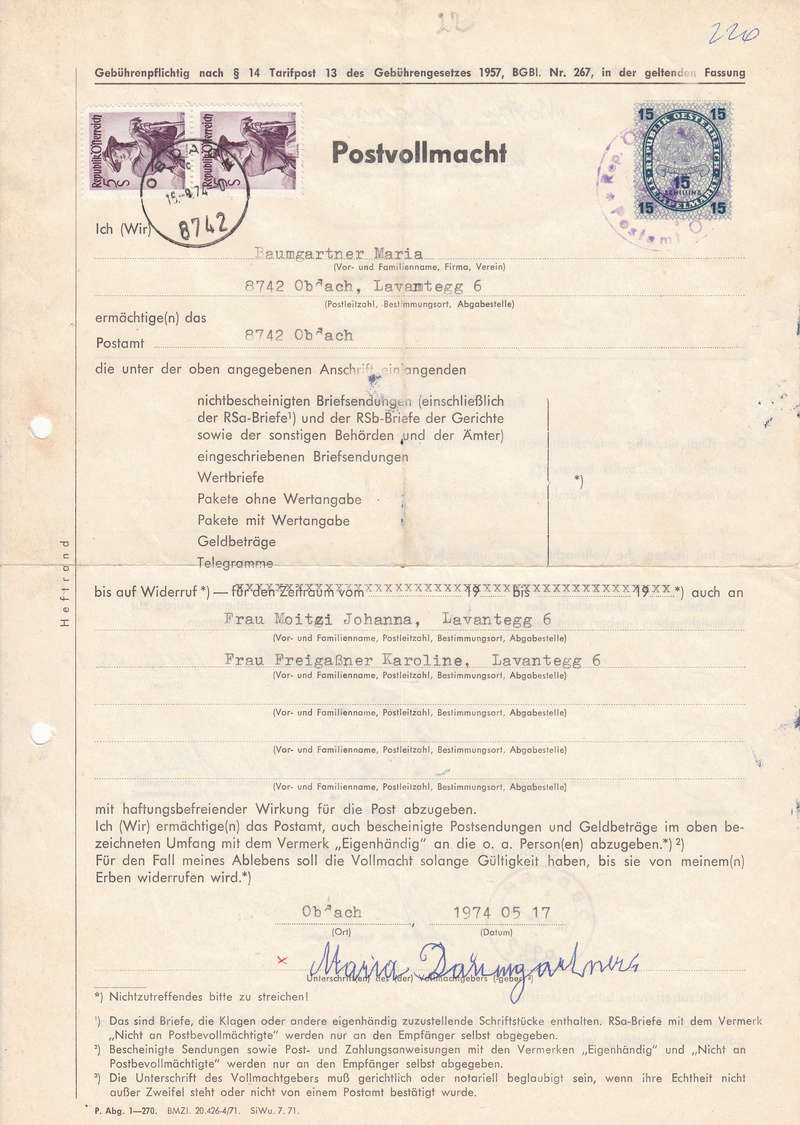 22
220
Gebührenpflichtig nach § 14 Tarifpost 13 des Gebührengesetzes 1957, BGBl. Nr. 267, in der geltenden Fassung
Republik Österreich
5 S
Republik Österreich
5 S
OBDACH
8742
15
15
REPUBLIK OESTERREICH
15
SCHILLING
STEMPELMARKE
15
15
Rep. Ö
Postamt O
Postvollmacht
Ich (Wir)
Baumgartner Maria
(Vor- und Familienname, Firma, Verein)
8742 Obdach, Lavamtegg 6
(Postleitzahl, Bestimmungsort, Abgabestelle)
ermächtige(n) das
Postamt 8742 Obdach
die unter der oben angegebenen Anschrift einlangenden
nichtbescheinigten Briefsendungen (einschließlich
der RSa-Briefe¹) und der RSb-Briefe der Gerichte
sowie der sonstigen Behörden und der Ämter)
eingeschriebenen Briefsendungen
Wertbriefe
*)
Pakete ohne Wertangabe
Pakete mit Wertangabe
Geldbeträge
Telegramme
Heftrand
bis auf Widerruf *) — für den Zeitraum vom 19 bis 19 *) auch an
Frau Moitzi Johanna, Lavantegg 6
(Vor- und Familienname, Postleitzahl, Bestimmungsort, Abgabestelle)
Frau Freigaßner Karoline, Lavantegg 6
(Vor- und Familienname, Postleitzahl, Bestimmungsort, Abgabestelle)
(Vor- und Familienname, Postleitzahl, Bestimmungsort, Abgabestelle)
(Vor- und Familienname, Postleitzahl, Bestimmungsort, Abgabestelle)
(Vor- und Familienname, Postleitzahl, Bestimmungsort, Abgabestelle)
mit haftungsbefreiender Wirkung für die Post abzugeben.
Ich (Wir) ermächtige(n) das Postamt, auch bescheinigte Postsendungen und Geldbeträge im oben be-
zeichneten Umfang mit dem Vermerk „Eigenhändig“ an die o. a. Person(en) abzugeben.*) ²)
Für den Fall meines Ablebens soll die Vollmacht solange Gültigkeit haben, bis sie von meinem(n)
Erben widerrufen wird.*)
Obdach, 1974 05 17
(Ort) (Datum)
x Maria Baumgartner
Unterschrift(en) des (der) Vollmachtgebers (-geber ³)
*) Nichtzutreffendes bitte zu streichen!
¹) Das sind Briefe, die Klagen oder andere eigenhändig zuzustellende Schriftstücke enthalten. RSa-Briefe mit dem Vermerk
„Nicht an Postbevollmächtigte“ werden nur an den Empfänger selbst abgegeben.
²) Bescheinigte Sendungen sowie Post- und Zahlungsanweisungen mit den Vermerken „Eigenhändig“ und „Nicht an
Postbevollmächtigte“ werden nur an den Empfänger selbst abgegeben.
³) Die Unterschrift des Vollmachtgebers muß gerichtlich oder notariell beglaubigt sein, wenn ihre Echtheit nicht
außer Zweifel steht oder nicht von einem Postamt bestätigt wurde.
* P. Abg. 1—270. BMZl. 20.426-4/71. SiWu. 7. 71.